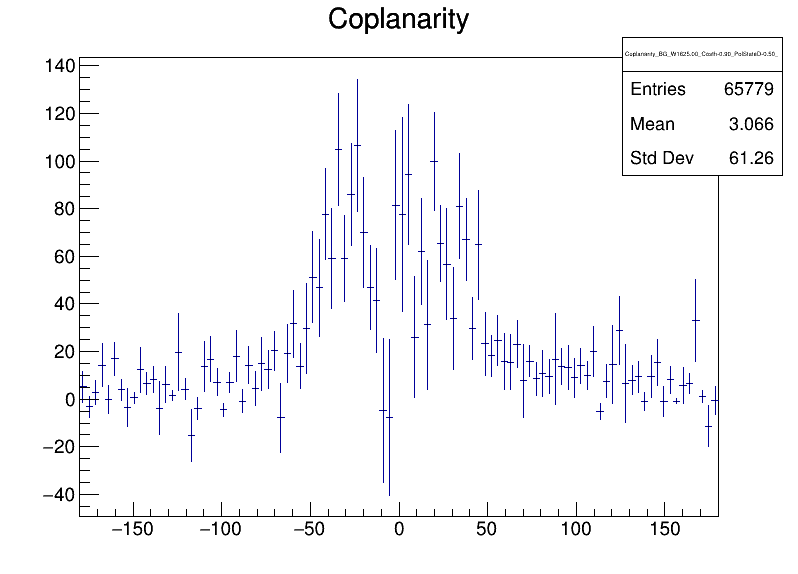 Coplanarity
Coplanarity_BG_W1625.00_Costh-0.90_PolStateD-0.50_
Entries 65779
Mean 3.066
Std Dev 61.26
140
120
100
80
60
40
20
0
−20
−40
−150 −100 −50 0 50 100 150